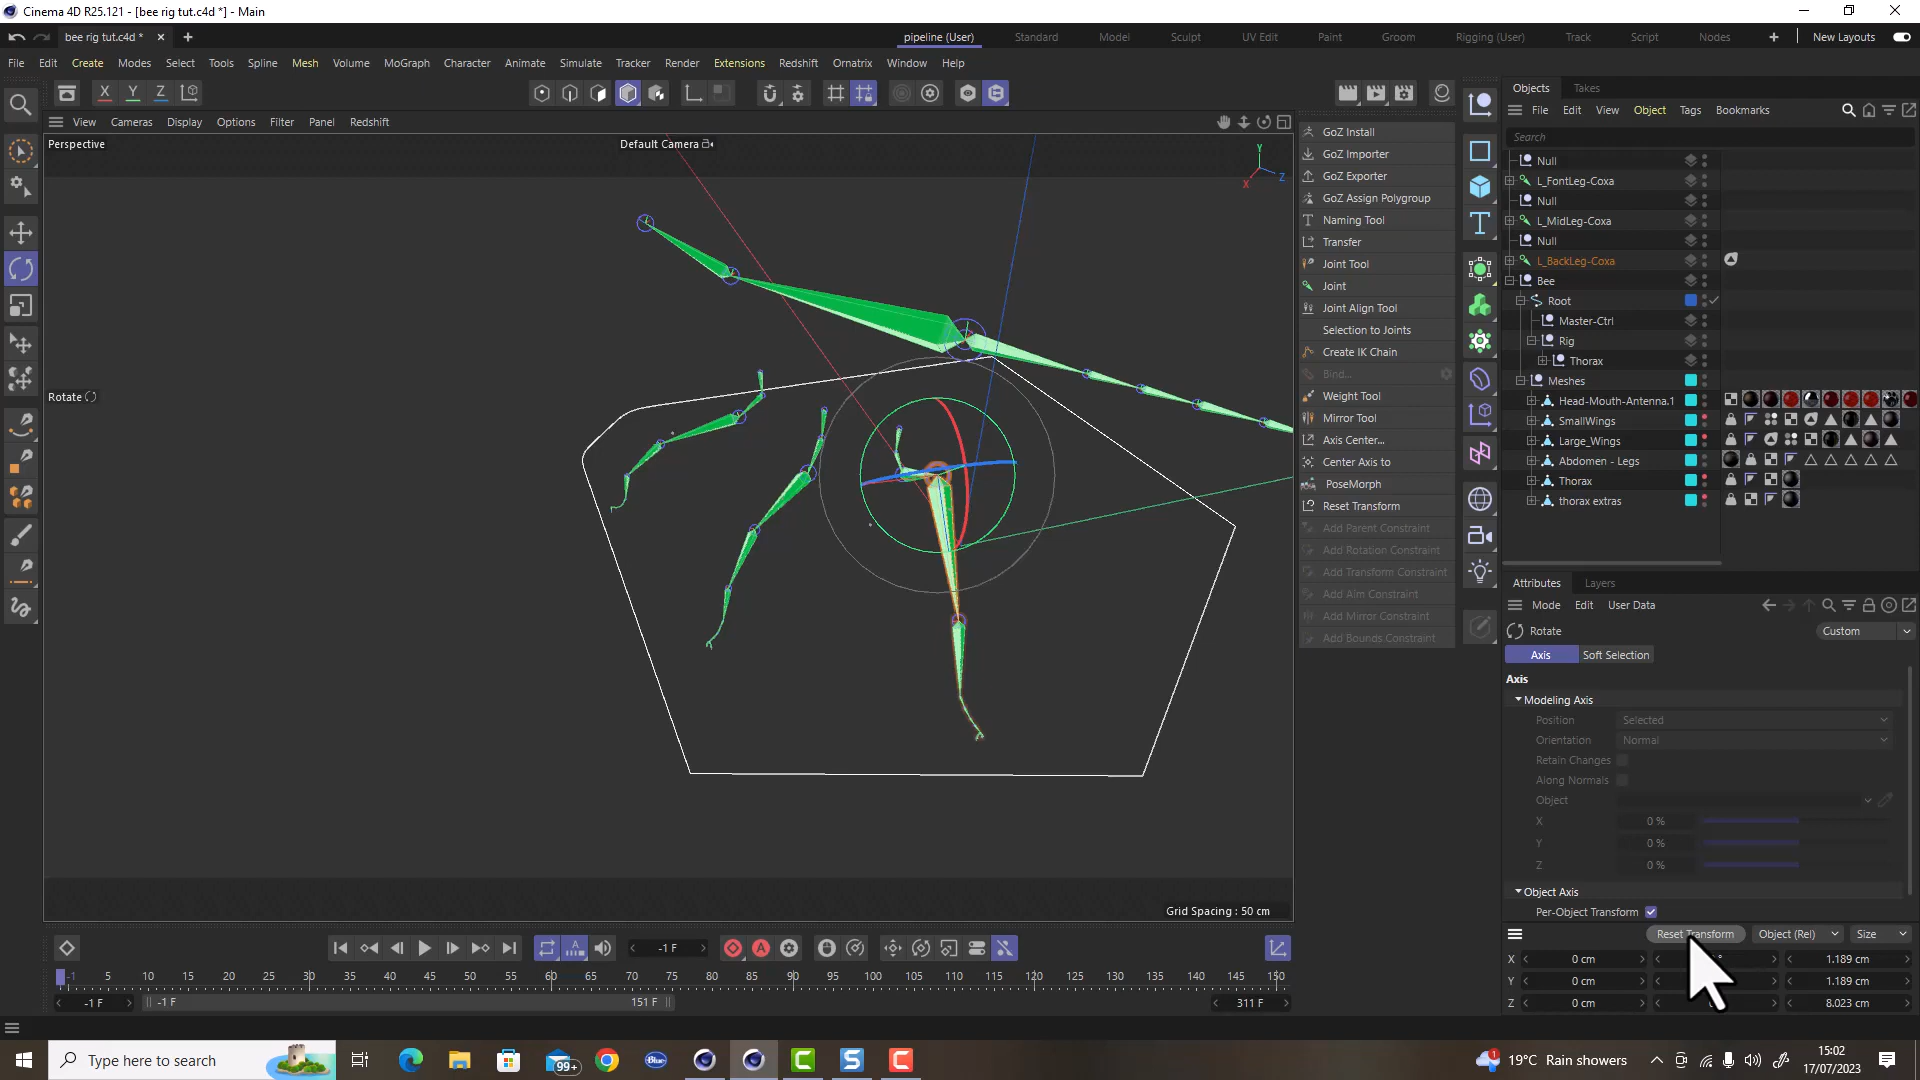 Cinema 4D R25.121 - [bee rig tut.c4d *] - Main
bee rig tut.c4d *
pipeline (User) Standard Model Sculpt UV Edit Paint Groom Rigging (User) Track Script Nodes New Layouts
File Edit Create Modes Select Tools Spline Mesh Volume MoGraph Character Animate Simulate Tracker Render Extensions Redshift Ornatrix Window Help
X Y Z
View Cameras Display Options Filter Panel Redshift
Perspective
Default Camera
Y
X
Z
Rotate
Grid Spacing : 50 cm
GoZ Install
GoZ Importer
GoZ Exporter
GoZ Assign Polygroup
Naming Tool
Transfer
Joint Tool
Joint
Joint Align Tool
Selection to Joints
Create IK Chain
Bind...
Weight Tool
Mirror Tool
Axis Center...
Center Axis to
PoseMorph
Reset Transform
Add Parent Constraint
Add Rotation Constraint
Add Transform Constraint
Add Aim Constraint
Add Mirror Constraint
Add Bounds Constraint
Objects Takes
File Edit View Object Tags Bookmarks
Search
Null
L_FontLeg-Coxa
Null
L_MidLeg-Coxa
Null
L_BackLeg-Coxa
Bee
Root
Master-Ctrl
Rig
Thorax
Meshes
Head-Mouth-Antenna.1
SmallWings
Large_Wings
Abdomen - Legs
Thorax
thorax extras
Attributes Layers
Mode Edit User Data
Rotate Custom
Axis Soft Selection
Axis
Modeling Axis
Position Selected
Orientation Normal
Retain Changes
Along Normals
Object
X 0 %
Y 0 %
Z 0 %
Object Axis
Per-Object Transform
Reset Transform Object (Rel) Size
X 0 cm 1.189 cm
Y 0 cm 1.189 cm
Z 0 cm 8.023 cm
-1 F
-1 5 10 15 20 25 30 35 40 45 50 55 60 65 70 75 80 85 90 95 100 105 110 115 120 125 130 135 140 145 150
-1 F -1 F 151 F 311 F
Type here to search
99+
Blue
19°C Rain showers
15:02
17/07/2023